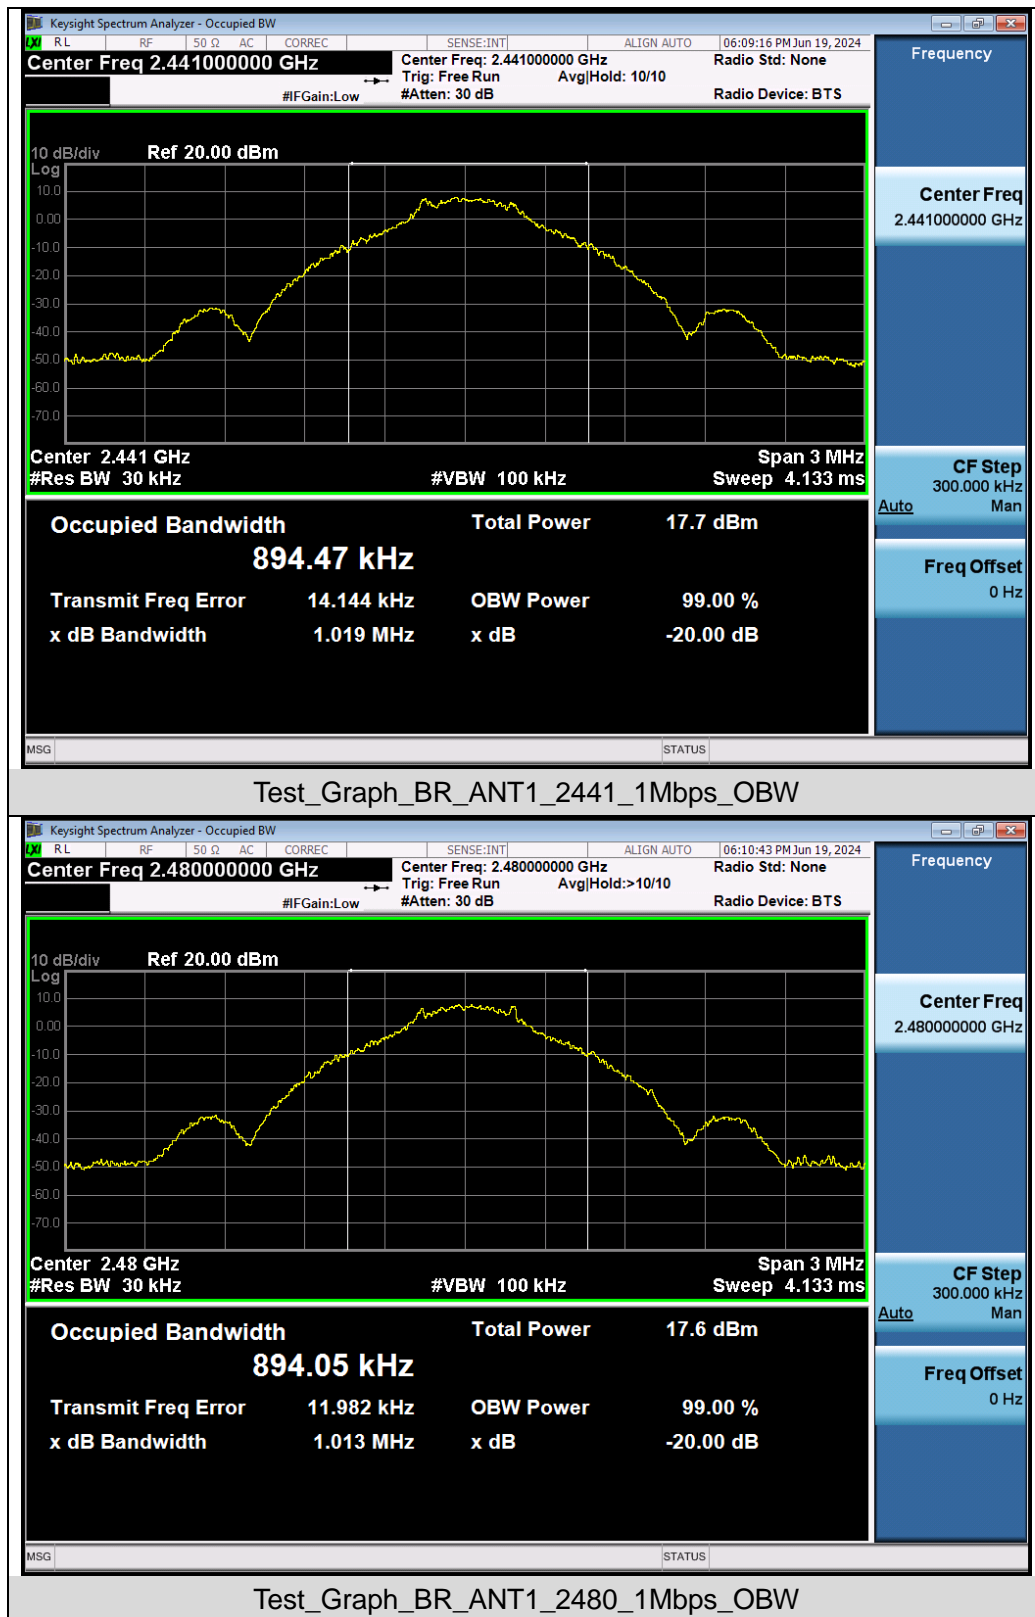 Keysight Spectrum Analyzer - Occupied BW
LXI RL RF 50 Ω AC CORREC SENSE:INT ALIGN AUTO 06:09:16 PM Jun 19, 2024
Center Freq 2.441000000 GHz Center Freq: 2.441000000 GHz Radio Std: None
Trig: Free Run Avg|Hold: 10/10
#IFGain:Low #Atten: 30 dB Radio Device: BTS
Frequency
10 dB/div Ref 20.00 dBm
Log
10.0
0.00
-10.0
-20.0
-30.0
-40.0
-50.0
-60.0
-70.0
Center 2.441 GHz Span 3 MHz
#Res BW 30 kHz #VBW 100 kHz Sweep 4.133 ms
Center Freq
2.441000000 GHz
CF Step
300.000 kHz
Auto Man
Freq Offset
0 Hz
Occupied Bandwidth Total Power 17.7 dBm
894.47 kHz
Transmit Freq Error 14.144 kHz OBW Power 99.00 %
x dB Bandwidth 1.019 MHz x dB -20.00 dB
MSG STATUS
Test_Graph_BR_ANT1_2441_1Mbps_OBW
Keysight Spectrum Analyzer - Occupied BW
LXI RL RF 50 Ω AC CORREC SENSE:INT ALIGN AUTO 06:10:43 PM Jun 19, 2024
Center Freq 2.480000000 GHz Center Freq: 2.480000000 GHz Radio Std: None
Trig: Free Run Avg|Hold:>10/10
#IFGain:Low #Atten: 30 dB Radio Device: BTS
Frequency
10 dB/div Ref 20.00 dBm
Log
10.0
0.00
-10.0
-20.0
-30.0
-40.0
-50.0
-60.0
-70.0
Center 2.48 GHz Span 3 MHz
#Res BW 30 kHz #VBW 100 kHz Sweep 4.133 ms
Center Freq
2.480000000 GHz
CF Step
300.000 kHz
Auto Man
Freq Offset
0 Hz
Occupied Bandwidth Total Power 17.6 dBm
894.05 kHz
Transmit Freq Error 11.982 kHz OBW Power 99.00 %
x dB Bandwidth 1.013 MHz x dB -20.00 dB
MSG STATUS
Test_Graph_BR_ANT1_2480_1Mbps_OBW